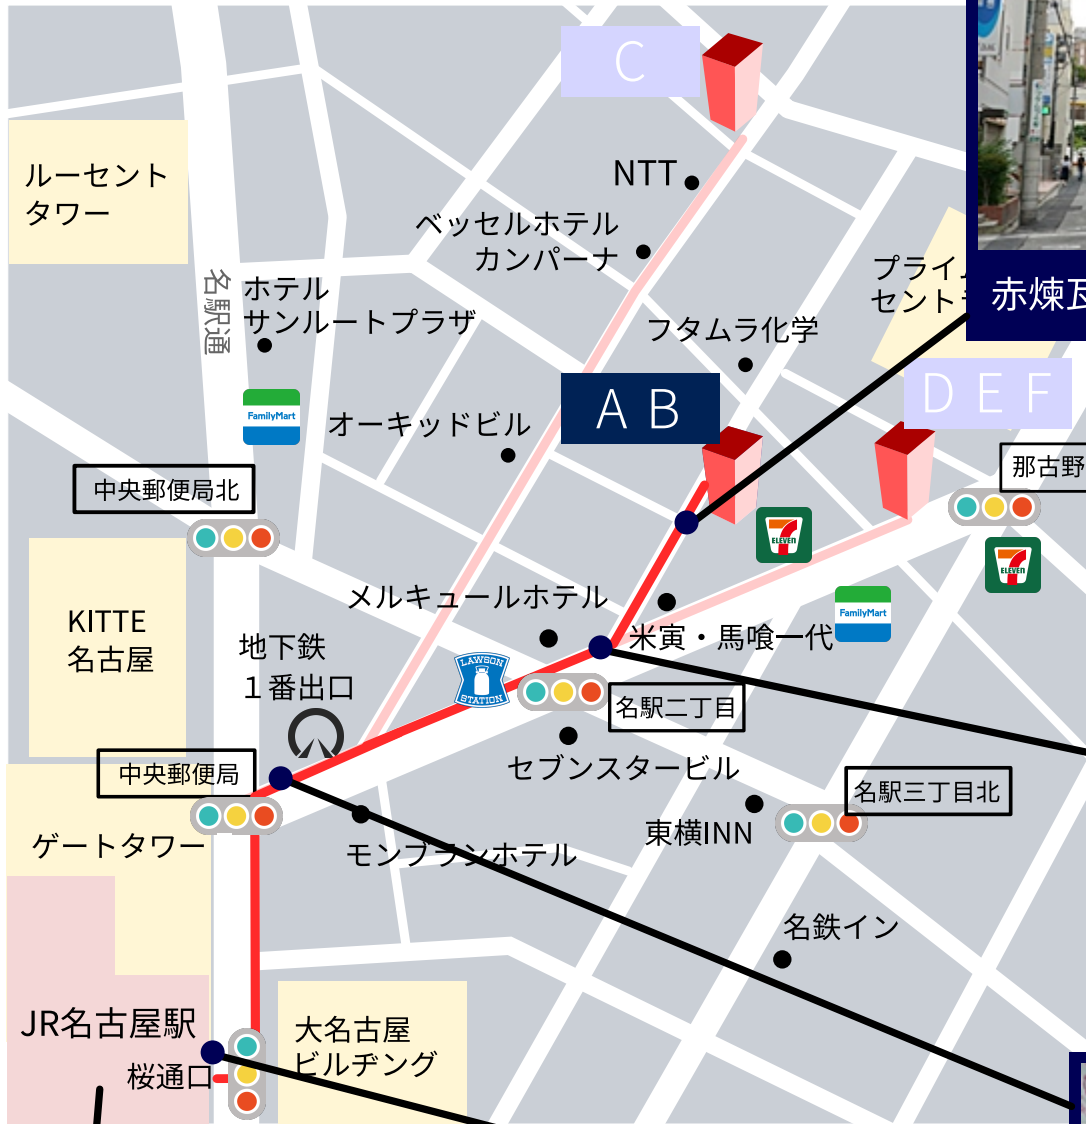 C
ルーセント
タワー
NTT
ベッセルホテル
カンパーナ
名駅通
ホテル
サンルートプラザ
プライ
セント
赤煉
フタムラ化学
FamilyMart
A B
D E F
オーキッドビル
中央郵便局北
那古野
ELEVEN
ELEVEN
メルキュールホテル
FamilyMart
KITTE
名古屋
地下鉄
１番出口
LAWSON
STATION
米寅・馬喰一代
名駅二丁目
中央郵便局
セブンスタービル
名駅三丁目北
ゲートタワー
モンブランホテル
東横INN
名鉄イン
JR名古屋駅
桜通口
大名古屋
ビルヂング